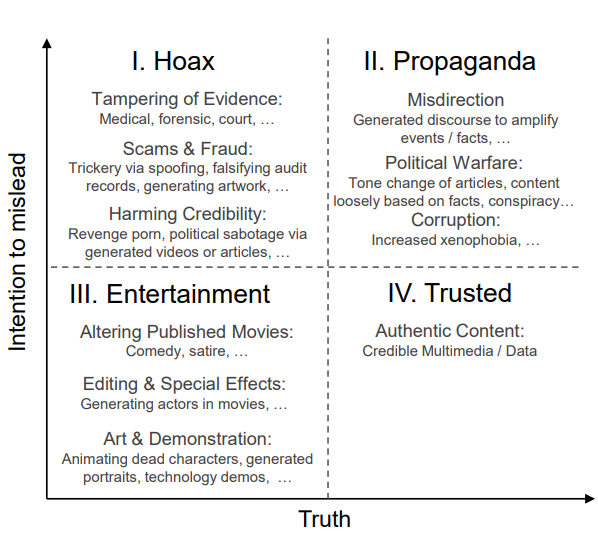 I. Hoax
Tampering of Evidence:
Medical, forensic, court, …
Scams & Fraud:
Trickery via spoofing, falsifying audit
records, generating artwork, …
Harming Credibility:
Revenge porn, political sabotage via
generated videos or articles, …
II. Propaganda
Misdirection
Generated discourse to amplify
events / facts, …
Political Warfare:
Tone change of articles, content
loosely based on facts, conspiracy…
Corruption:
Increased xenophobia, …
III. Entertainment
Altering Published Movies:
Comedy, satire, …
Editing & Special Effects:
Generating actors in movies, …
Art & Demonstration:
Animating dead characters, generated
portraits, technology demos, …
IV. Trusted
Authentic Content:
Credible Multimedia / Data
Intention to mislead
Truth